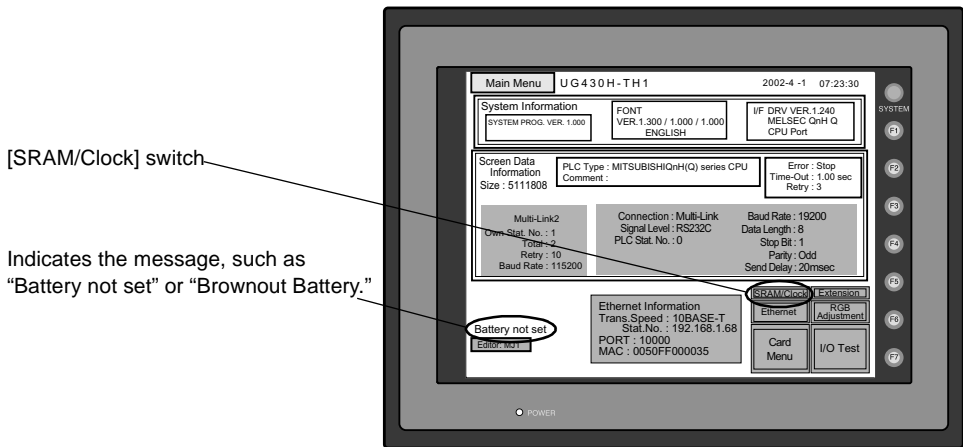 [SRAM/Clock] switch
Indicates the message, such as
“Battery not set” or “Brownout Battery.”
Main Menu UG430H-TH1 2002-4 -1 07:23:30
System Information
SYSTEM PROG. VER. 1.000
FONT
VER.1.300 / 1.000 / 1.000
ENGLISH
I/F DRV VER.1.240
MELSEC QnH Q
CPU Port
Screen Data
Information
Size : 5111808
PLC Type : MITSUBISHIQnH(Q) series CPU
Comment :
Error : Stop
Time-Out : 1.00 sec
Retry : 3
Multi-Link2
Own Stat. No. : 1
Total : 2
Retry : 10
Baud Rate : 115200
Connection : Multi-Link
Signal Level : RS232C
PLC Stat. No. : 0
Baud Rate : 19200
Data Length : 8
Stop Bit : 1
Parity : Odd
Send Delay : 20msec
Battery not set
Editor: MJ1
Ethernet Information
Trans.Speed : 10BASE-T
Stat.No. : 192.168.1.68
PORT : 10000
MAC : 0050FF000035
SRAM/Clock
Extension
Ethernet
RGB
Adjustment
Card
Menu
I/O Test
SYSTEM
F1
F2
F3
F4
F5
F6
F7
POWER